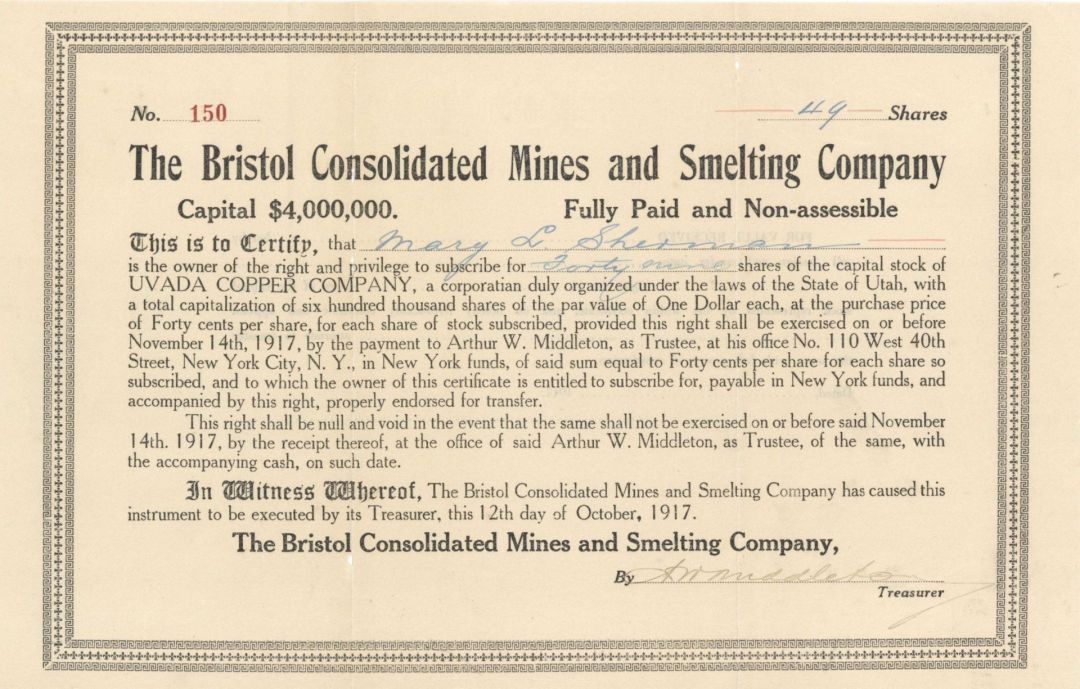 No. 150 49 Shares
The Bristol Consolidated Mines and Smelting Company
Capital $4,000,000. Fully Paid and Non-assessible
This is to Certify, that Mary L Sherman
is the owner of the right and privilege to subscribe for Forty nine shares of the capital stock of
UVADA COPPER COMPANY, a corporatian duly organized under the laws of the State of Utah, with
a total capitalization of six hundred thousand shares of the par value of One Dollar each, at the purchase price
of Forty cents per share, for each share of stock subscribed, provided this right shall be exercised on or before
November 14th, 1917, by the payment to Arthur W. Middleton, as Trustee, at his office No. 110 West 40th
Street, New York City, N. Y., in New York funds, of said sum equal to Forty cents per share for each share so
subscribed, and to which the owner of this certificate is entitled to subscribe for, payable in New York funds, and
accompanied by this right, properly endorsed for transfer.
This right shall be null and void in the event that the same shall not be exercised on or before said November
14th. 1917, by the receipt thereof, at the office of said Arthur W. Middleton, as Trustee, of the same, with
the accompanying cash, on such date.
In Witness Whereof, The Bristol Consolidated Mines and Smelting Company has caused this
instrument to be executed by its Treasurer, this 12th day of October, 1917.
The Bristol Consolidated Mines and Smelting Company,
By AW Middleton
Treasurer